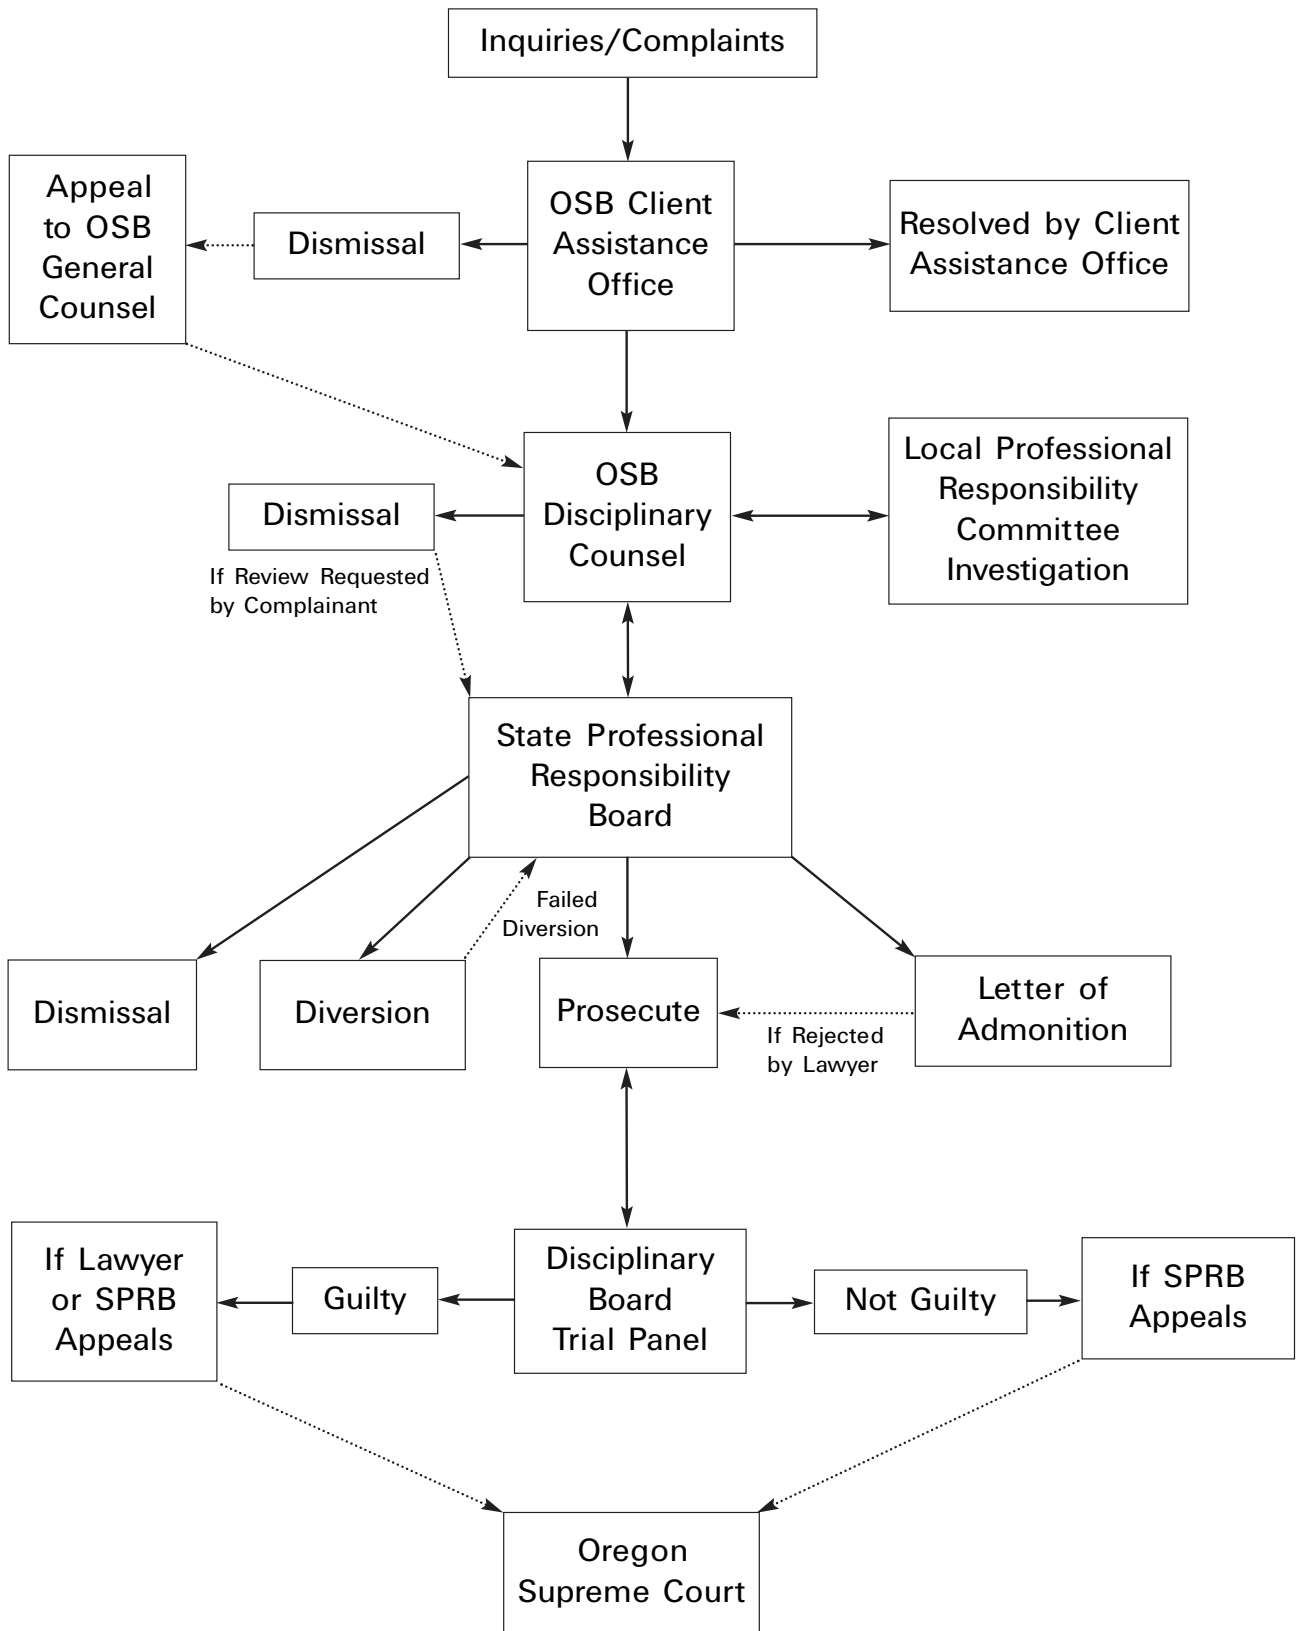 Inquiries/Complaints
Appeal
to OSB
General
Counsel
Dismissal
OSB Client
Assistance
Office
Resolved by Client
Assistance Office
Dismissal
If Review Requested
by Complainant
OSB
Disciplinary
Counsel
Local Professional
Responsibility
Committee
Investigation
State Professional
Responsibility
Board
Failed
Diversion
Dismissal
Diversion
Prosecute
If Rejected
by Lawyer
Letter of
Admonition
If Lawyer
or SPRB
Appeals
Guilty
Disciplinary
Board
Trial Panel
Not Guilty
If SPRB
Appeals
Oregon
Supreme Court